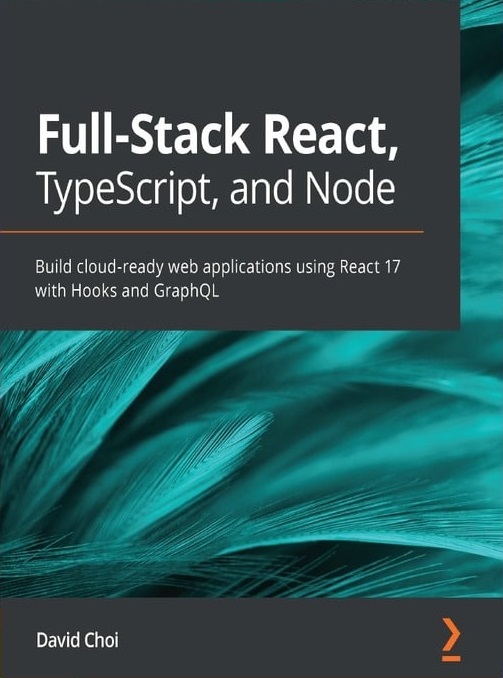 Full-Stack React,
TypeScript, and Node
Build cloud-ready web applications using React 17
with Hooks and GraphQL
David Choi